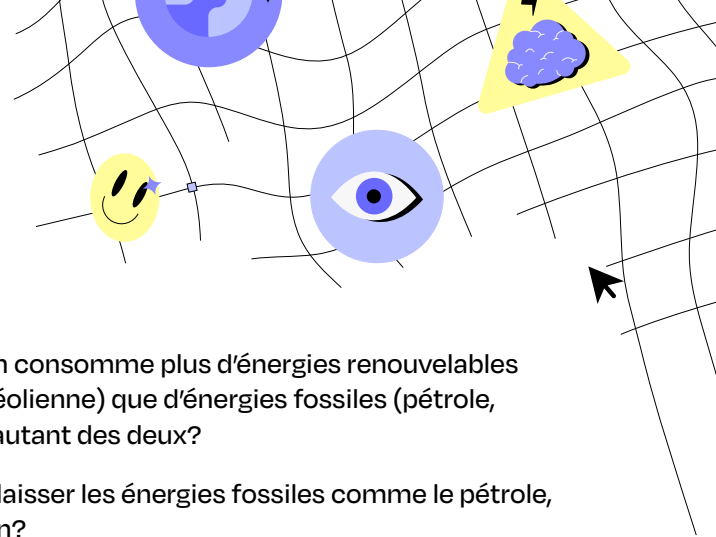 consomme plus d’énergies renouvelables
éolienne) que d’énergies fossiles (pétrole,
autant des deux?
laisser les énergies fossiles comme le pétrole,